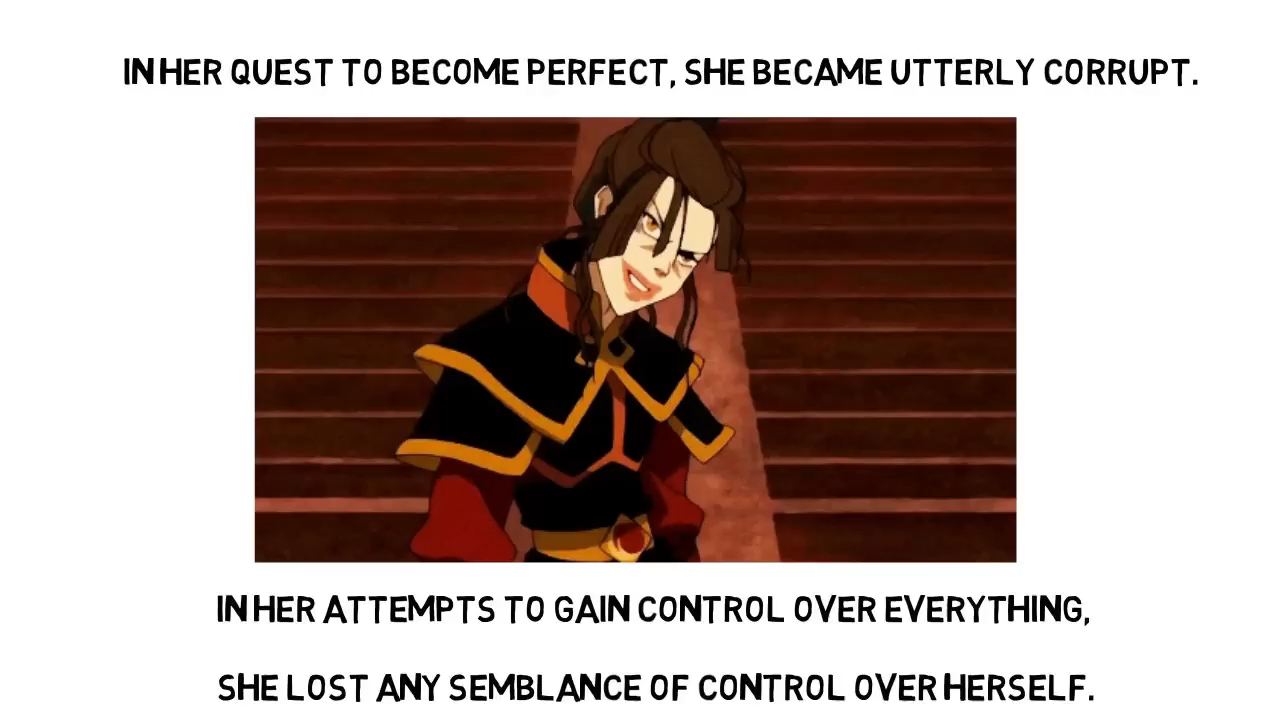 IN HER QUEST TO BECOME PERFECT, SHE BECAME UTTERLY CORRUPT.
IN HER ATTEMPTS TO GAIN CONTROL OVER EVERYTHING,
SHE LOST ANY SEMBLANCE OF CONTROL OVER HERSELF.